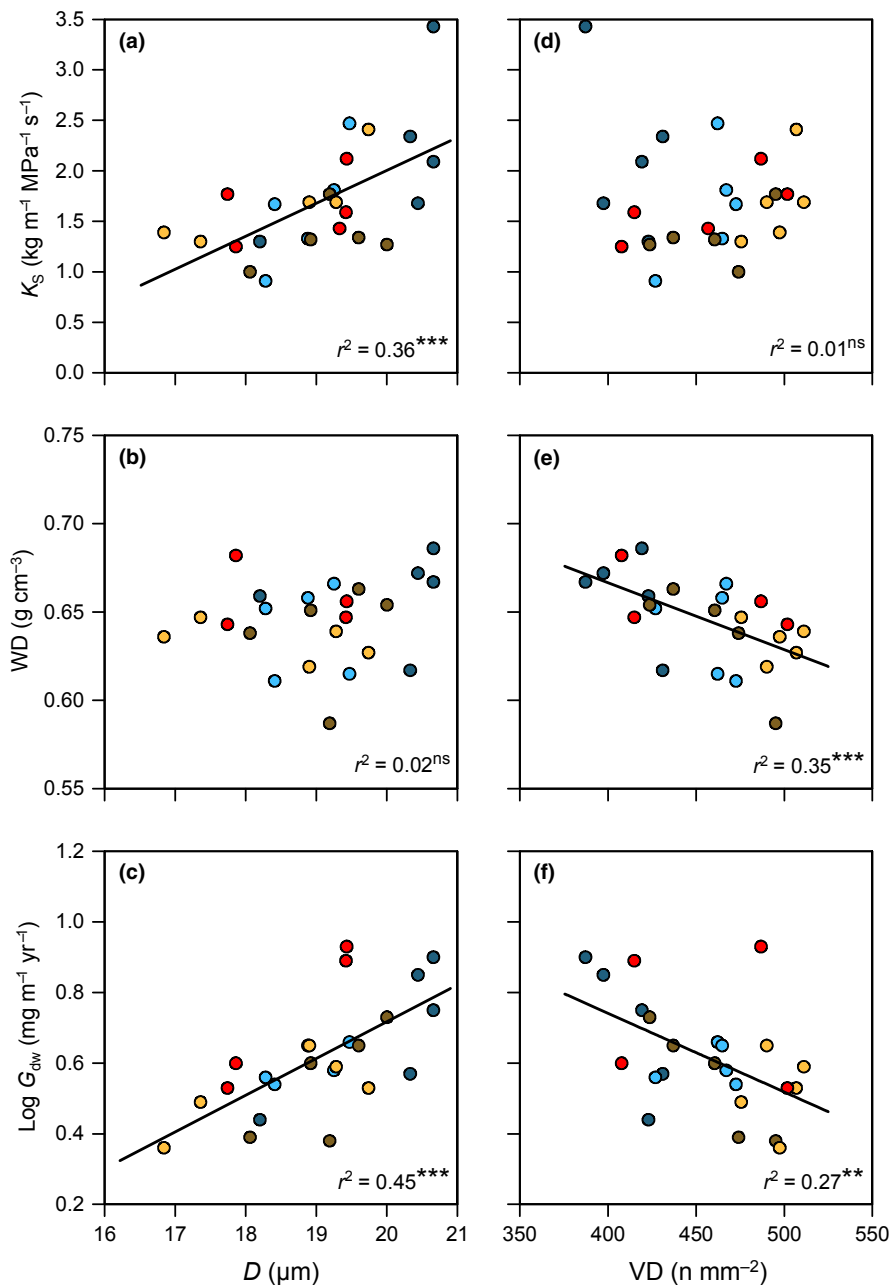 (a)
(d)
3.5
3.0
2.5
2.0
1.5
1.0
0.5
0.0
K_S (kg m⁻¹ MPa⁻¹ s⁻¹)
r² = 0.36***
r² = 0.01ⁿˢ
(b)
(e)
0.75
0.70
0.65
0.60
0.55
WD (g cm⁻³)
r² = 0.02ⁿˢ
r² = 0.35***
(c)
(f)
1.2
1.0
0.8
0.6
0.4
0.2
Log G_dw (mg m⁻¹ yr⁻¹)
r² = 0.45***
r² = 0.27**
16 17 18 19 20 21
350 400 450 500 550
D (µm)
VD (n mm⁻²)